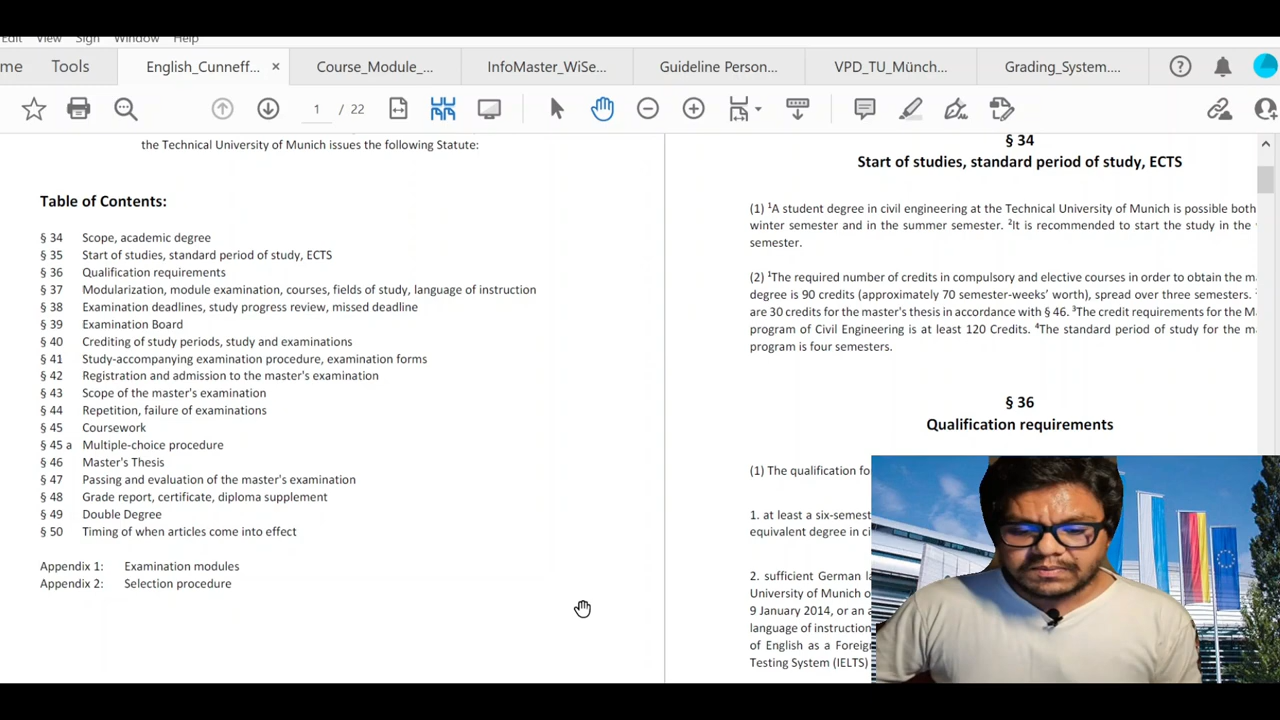 Edit View Sign Window Help
me Tools English_Cunneff... × Course_Module_... InfoMaster_WiSe... Guideline Person... VPD_TU_Münch... Grading_System....
1 / 22
the Technical University of Munich issues the following Statute:
Table of Contents:
§ 34 Scope, academic degree
§ 35 Start of studies, standard period of study, ECTS
§ 36 Qualification requirements
§ 37 Modularization, module examination, courses, fields of study, language of instruction
§ 38 Examination deadlines, study progress review, missed deadline
§ 39 Examination Board
§ 40 Crediting of study periods, study and examinations
§ 41 Study-accompanying examination procedure, examination forms
§ 42 Registration and admission to the master's examination
§ 43 Scope of the master's examination
§ 44 Repetition, failure of examinations
§ 45 Coursework
§ 45 a Multiple-choice procedure
§ 46 Master's Thesis
§ 47 Passing and evaluation of the master's examination
§ 48 Grade report, certificate, diploma supplement
§ 49 Double Degree
§ 50 Timing of when articles come into effect
Appendix 1: Examination modules
Appendix 2: Selection procedure
§ 34
Start of studies, standard period of study, ECTS
(1) ¹A student degree in civil engineering at the Technical University of Munich is possible both
winter semester and in the summer semester. ²It is recommended to start the study in the
semester.
(2) ¹The required number of credits in compulsory and elective courses in order to obtain the m
degree is 90 credits (approximately 70 semester-weeks' worth), spread over three semesters.
are 30 credits for the master's thesis in accordance with § 46. ³The credit requirements for the M
program of Civil Engineering is at least 120 Credits. ⁴The standard period of study for the m
program is four semesters.
§ 36
Qualification requirements
(1) The qualification fo
1. at least a six-semest
equivalent degree in ci
2. sufficient German la
University of Munich o
9 January 2014, or an a
language of instruction
of English as a Foreig
Testing System (IELTS)